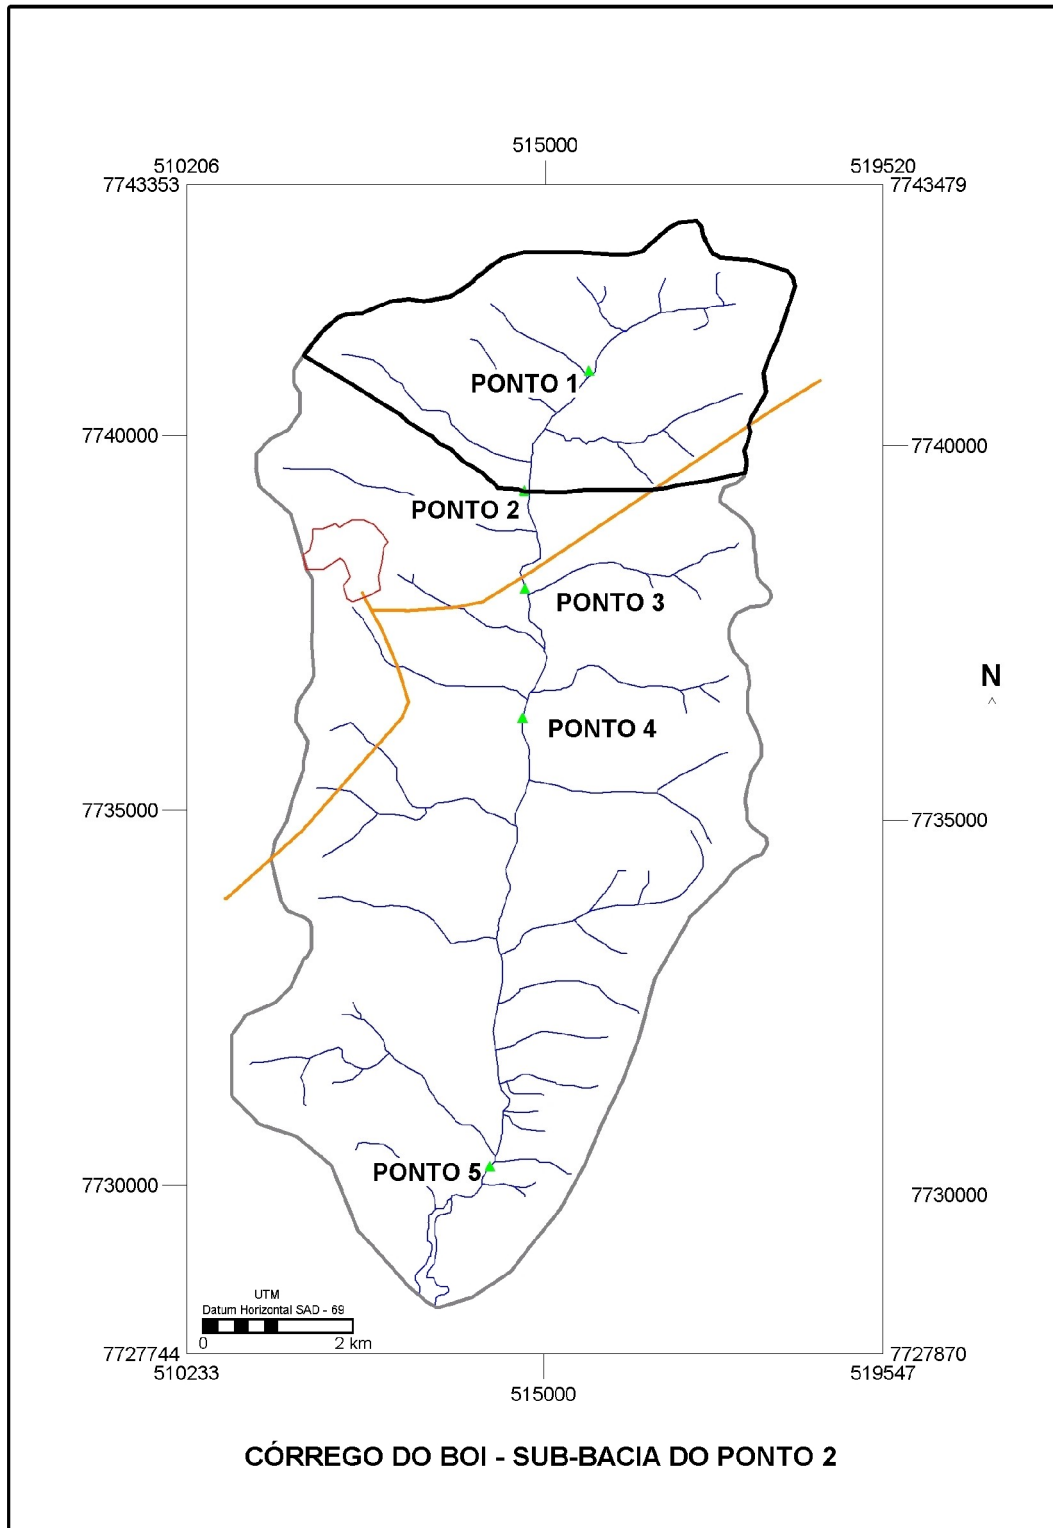 515000
510206 519520
7743353 7743479
PONTO 1
7740000 7740000
PONTO 2
PONTO 3
N
PONTO 4
7735000 7735000
PONTO 5
7730000 7730000
UTM
Datum Horizontal SAD - 69
0 2 km
7727744 7727870
510233 519547
515000
CÓRREGO DO BOI - SUB-BACIA DO PONTO 2